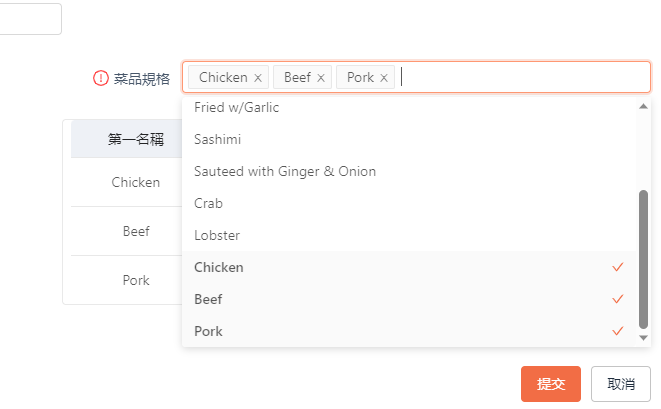 菜品規格 Chicken Beef Pork
Fried w/Garlic
第一名稱
Sashimi
Sauteed with Ginger & Onion
Chicken
Crab
Beef
Lobster
Chicken
Pork
Beef
Pork
提交 取消